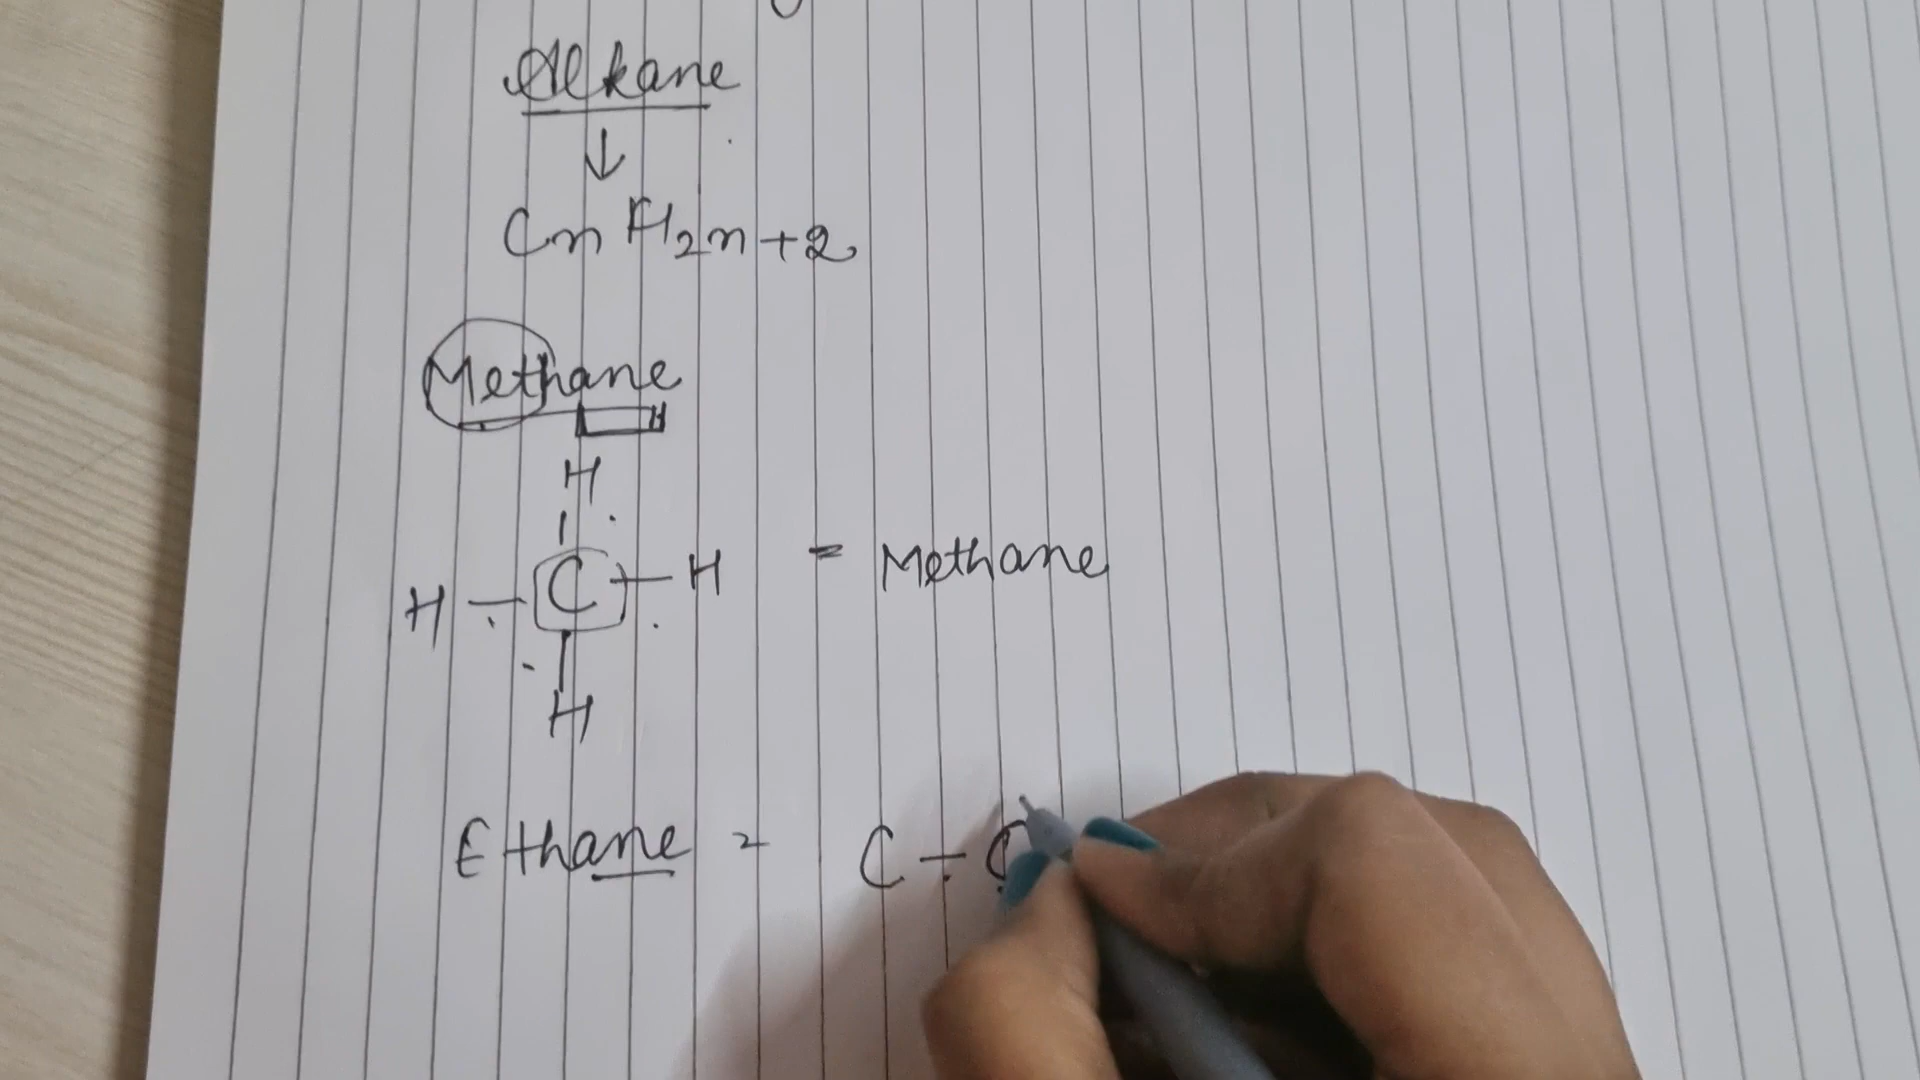 Alkane
↓
CnH2n+2
Methane
H
H - C - H = Methane
H
Ethane = C - C